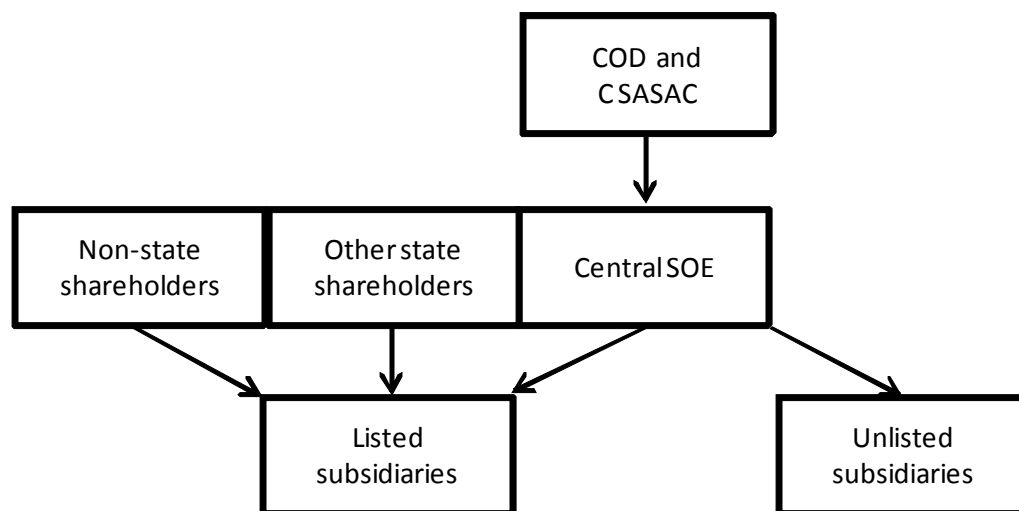 COD and
CSASAC
Non-state
shareholders
Other state
shareholders
Central SOE
Listed
subsidiaries
Unlisted
subsidiaries